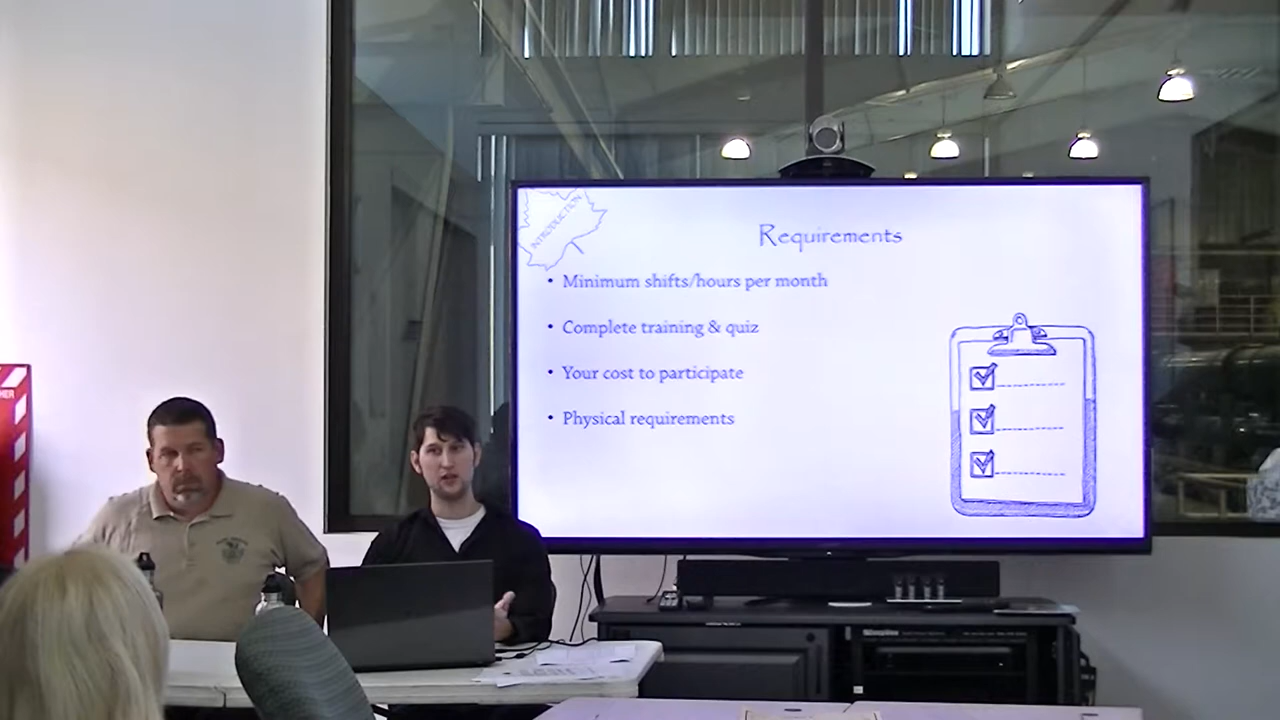 INTRODUCTION
Requirements
• Minimum shifts/hours per month
• Complete training & quiz
• Your cost to participate
• Physical requirements